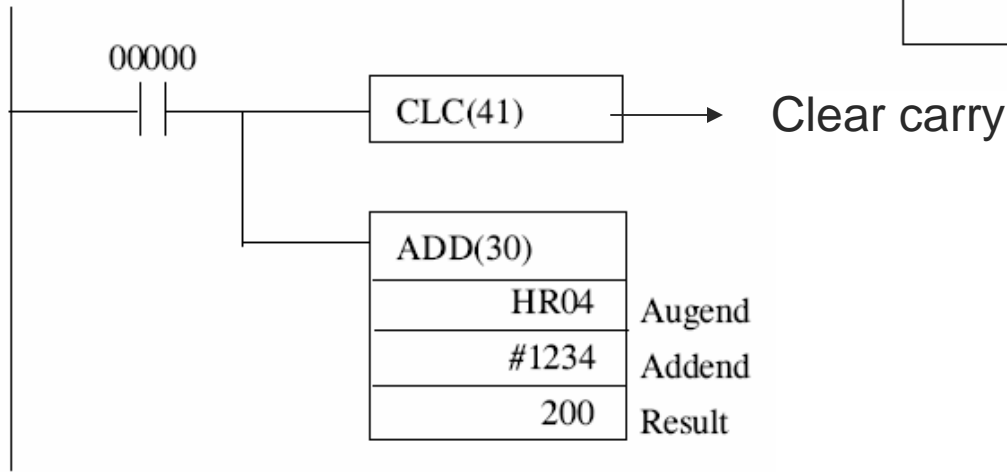 00000
CLC(41) Clear carry
ADD(30)
HR04 Augend
#1234 Addend
200 Result